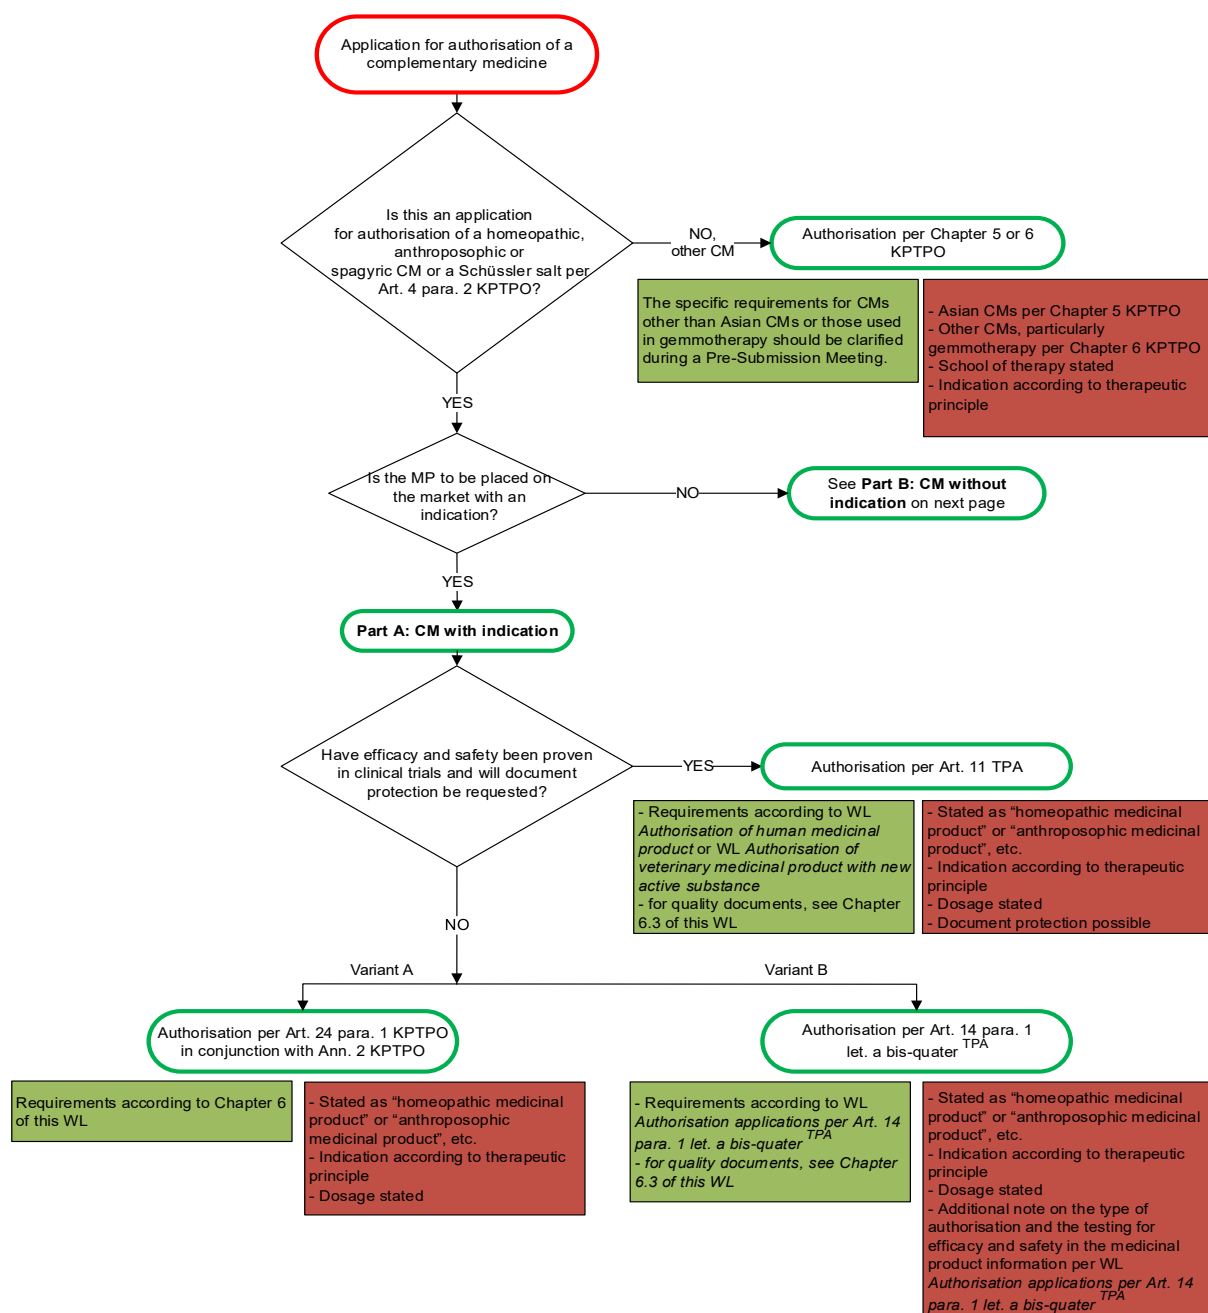 Application for authorisation of a
complementary medicine
Is this an application
for authorisation of a homeopathic,
anthroposophic or
spagyric CM or a Schüssler salt per
Art. 4 para. 2 KPTPO?
NO,
other CM
Authorisation per Chapter 5 or 6
KPTPO
The specific requirements for CMs
other than Asian CMs or those used
in gemmotherapy should be clarified
during a Pre-Submission Meeting.
- Asian CMs per Chapter 5 KPTPO
- Other CMs, particularly
gemmotherapy per Chapter 6 KPTPO
- School of therapy stated
- Indication according to therapeutic
principle
YES
Is the MP to be placed on
the market with an
indication?
NO
See Part B: CM without
indication on next page
YES
Part A: CM with indication
Have efficacy and safety been proven
in clinical trials and will document
protection be requested?
YES
Authorisation per Art. 11 TPA
- Requirements according to WL
Authorisation of human medicinal
product or WL Authorisation of
veterinary medicinal product with new
active substance
- for quality documents, see Chapter
6.3 of this WL
- Stated as “homeopathic medicinal
product” or “anthroposophic medicinal
product”, etc.
- Indication according to therapeutic
principle
- Dosage stated
- Document protection possible
NO
Variant A
Variant B
Authorisation per Art. 24 para. 1 KPTPO
in conjunction with Ann. 2 KPTPO
Requirements according to Chapter 6
of this WL
- Stated as “homeopathic medicinal
product” or “anthroposophic
medicinal product”, etc.
- Indication according to therapeutic
principle
- Dosage stated
Authorisation per Art. 14 para. 1
let. a bis-quater TPA
- Requirements according to WL
Authorisation applications per Art. 14
para. 1 let. a bis-quater TPA
- for quality documents, see Chapter
6.3 of this WL
- Stated as “homeopathic medicinal
product” or “anthroposophic medicinal
product”, etc.
- Indication according to therapeutic
principle
- Dosage stated
- Additional note on the type of
authorisation and the testing for
efficacy and safety in the medicinal
product information per WL
Authorisation applications per Art. 14
para. 1 let. a bis-quater TPA